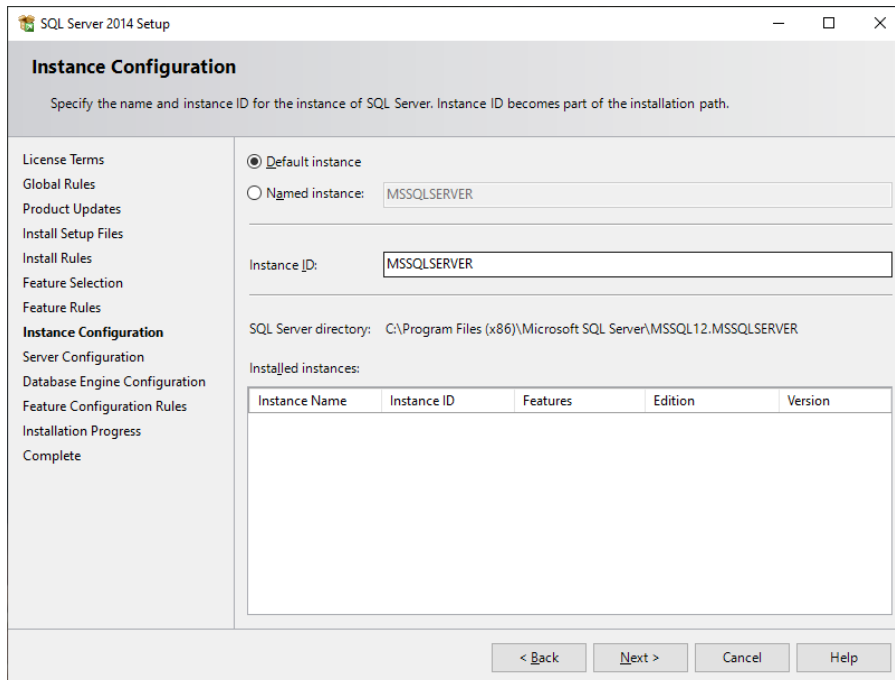 SQL Server 2014 Setup
Instance Configuration
Specify the name and instance ID for the instance of SQL Server. Instance ID becomes part of the installation path.
License Terms
Global Rules
Product Updates
Install Setup Files
Install Rules
Feature Selection
Feature Rules
Instance Configuration
Server Configuration
Database Engine Configuration
Feature Configuration Rules
Installation Progress
Complete
Default instance
Named instance: MSSQLSERVER
Instance ID: MSSQLSERVER
SQL Server directory: C:\Program Files (x86)\Microsoft SQL Server\MSSQL12.MSSQLSERVER
Installed instances:
Instance Name Instance ID Features Edition Version
< Back Next > Cancel Help